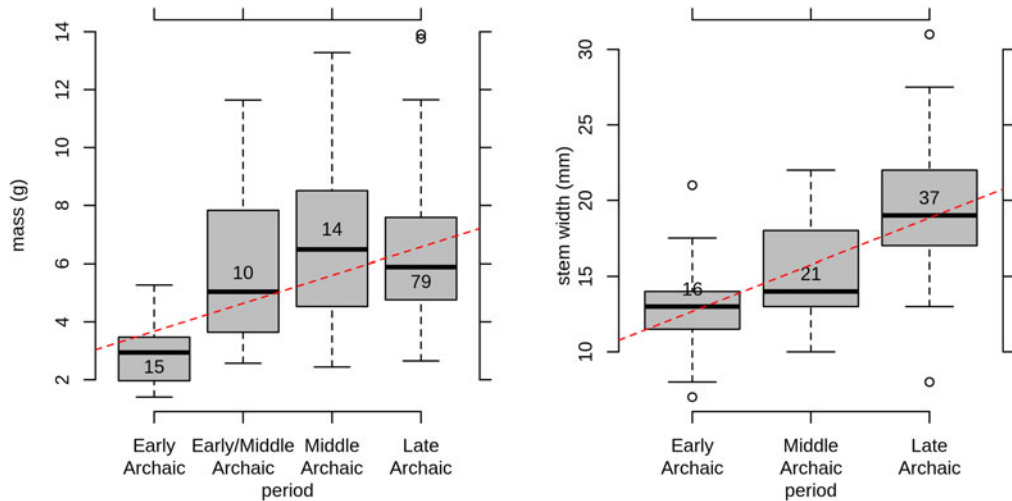 14
12
10
8
6
4
2
mass (g)
15
10
14
79
Early Archaic
Early/Middle Archaic
Middle Archaic
Late Archaic
period
30
25
20
15
10
stem width (mm)
16
21
37
Early Archaic
Middle Archaic
Late Archaic
period